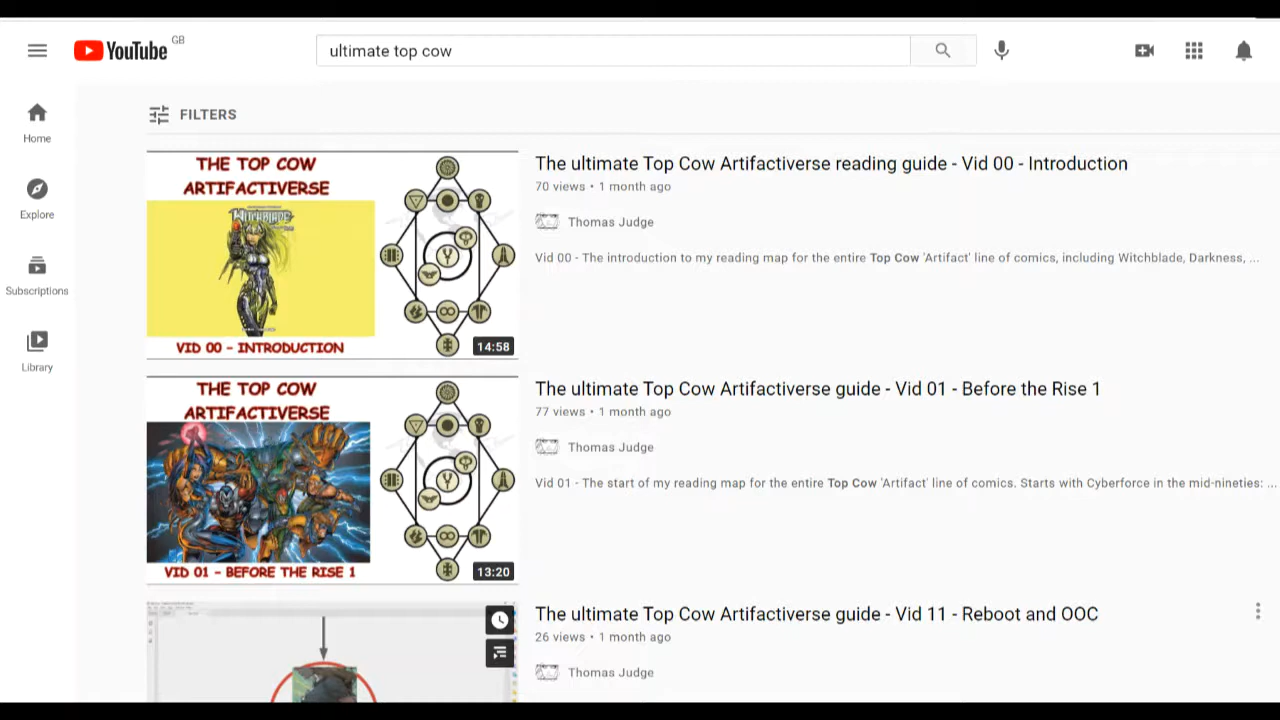 YouTube GB
ultimate top cow
Home
Explore
Subscriptions
Library
FILTERS
THE TOP COW
ARTIFACTIVERSE
WITCHBLADE
VID 00 - INTRODUCTION
14:58
The ultimate Top Cow Artifactiverse reading guide - Vid 00 - Introduction
70 views • 1 month ago
Thomas Judge
Vid 00 - The introduction to my reading map for the entire Top Cow 'Artifact' line of comics, including Witchblade, Darkness, ...
THE TOP COW
ARTIFACTIVERSE
VID 01 - BEFORE THE RISE 1
13:20
The ultimate Top Cow Artifactiverse guide - Vid 01 - Before the Rise 1
77 views • 1 month ago
Thomas Judge
Vid 01 - The start of my reading map for the entire Top Cow 'Artifact' line of comics. Starts with Cyberforce in the mid-nineties: ...
The ultimate Top Cow Artifactiverse guide - Vid 11 - Reboot and OOC
26 views • 1 month ago
Thomas Judge